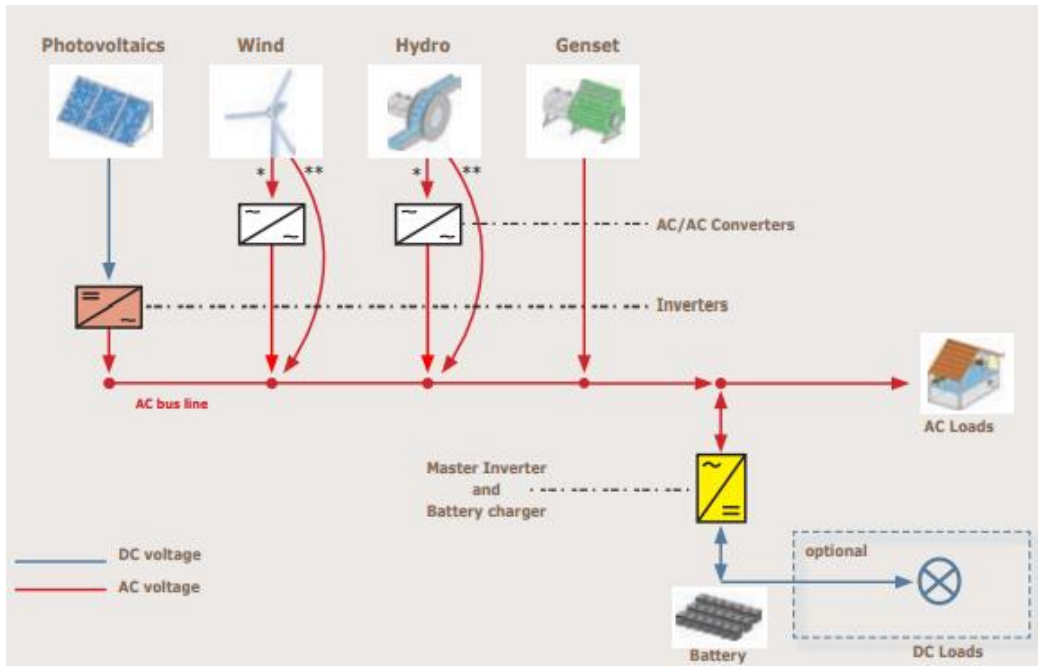 Photovoltaics Wind Hydro Genset
* ** * **
AC/AC Converters
Inverters
AC bus line
AC Loads
Master Inverter
and
Battery charger
DC voltage
AC voltage
optional
Battery
DC Loads